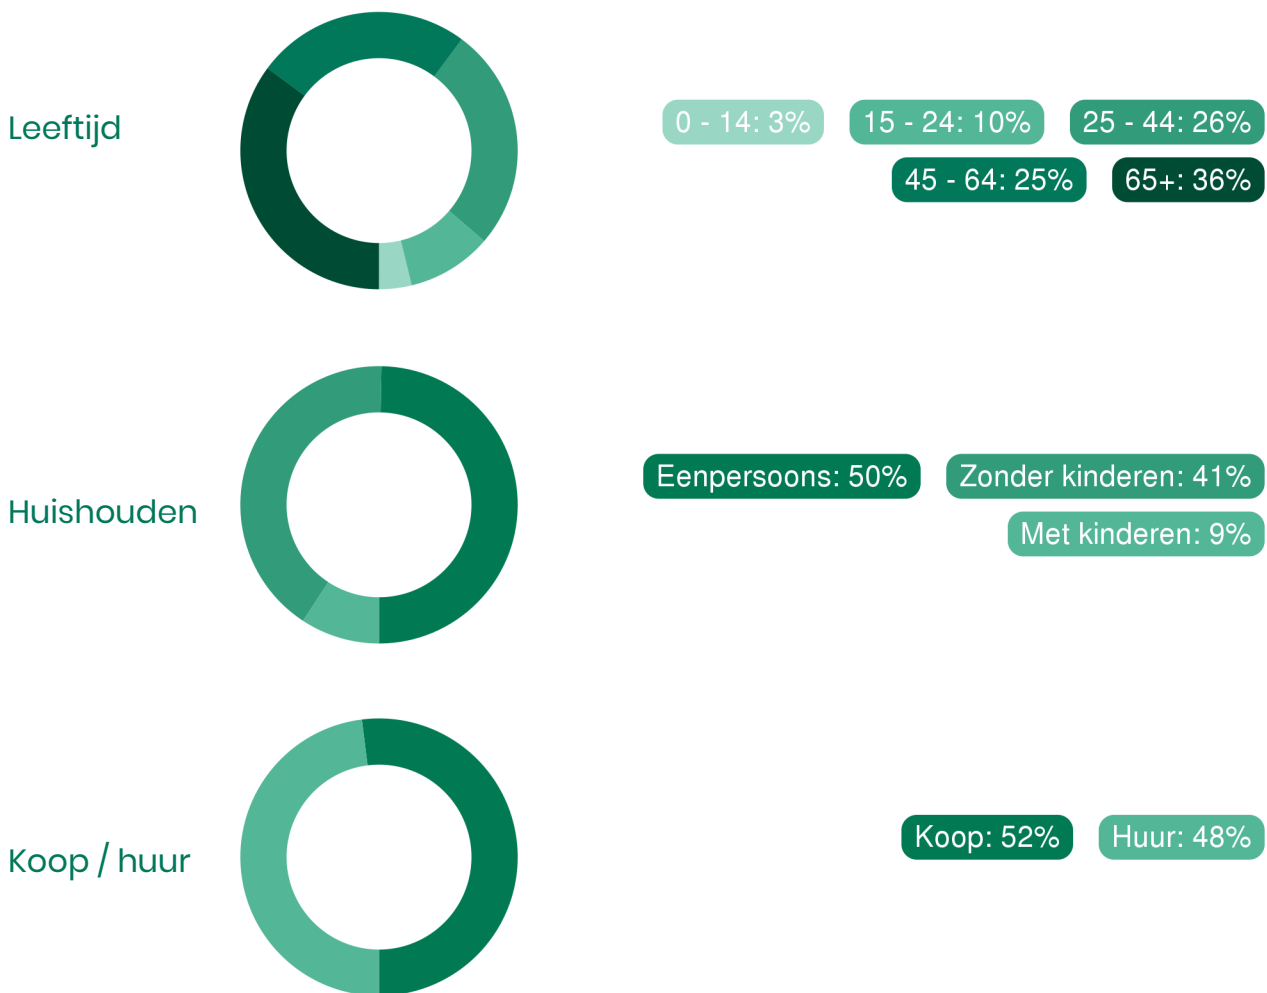 Leeftijd
0 - 14: 3% 15 - 24: 10% 25 - 44: 26%
45 - 64: 25% 65+: 36%
Huishouden
Eenpersoons: 50% Zonder kinderen: 41%
Met kinderen: 9%
Koop / huur
Koop: 52% Huur: 48%